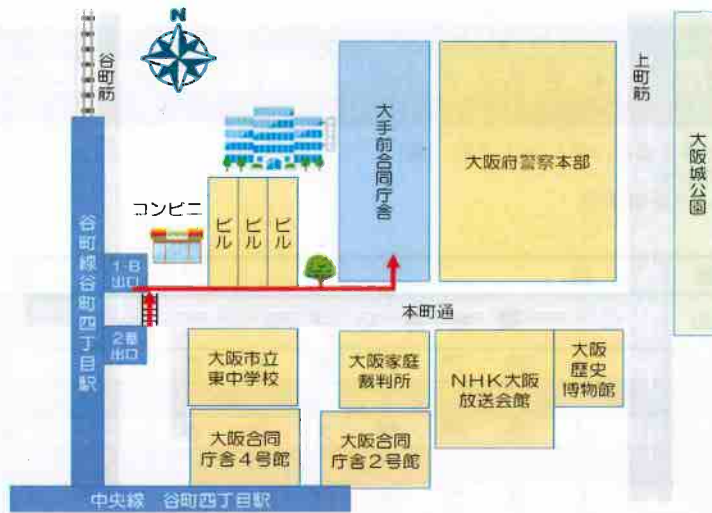 N
谷町筋
上町筋
大手前合同庁舎
大阪府警察本部
大阪城公園
コンビニ
ビル
ビル
ビル
谷町線谷町四丁目駅
1-B
出口
本町通
2番
出口
大阪市立
東中学校
大阪家庭
裁判所
NHK大阪
放送会館
大阪
歴史
博物館
大阪合同
庁舎4号館
大阪合同
庁舎2号館
中央線 谷町四丁目駅